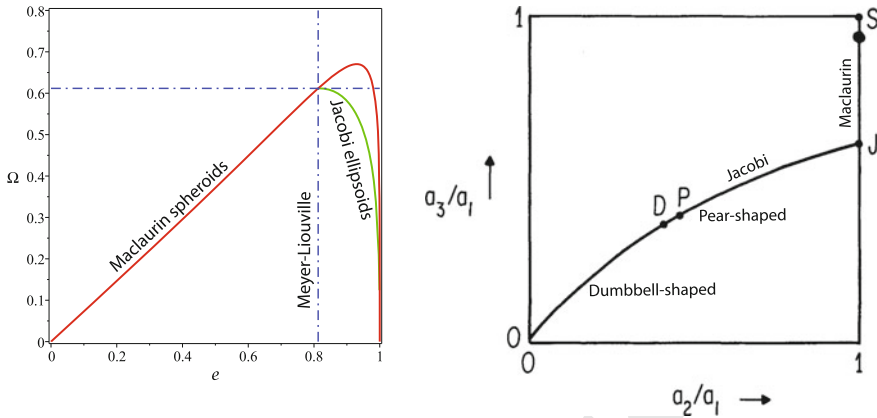 0.8
0.7
0.6
0.5
Ω
0.4
0.3
0.2
0.1
0
0
0.2
0.4
0.6
0.8
1
e
Maclaurin spheroids
Meyer-Liouville
Jacobi ellipsoids
1
S
Maclaurin
J
Jacobi
a₃/a₁
D P
Pear-shaped
Dumbbell-shaped
0
0
1
a₂/a₁